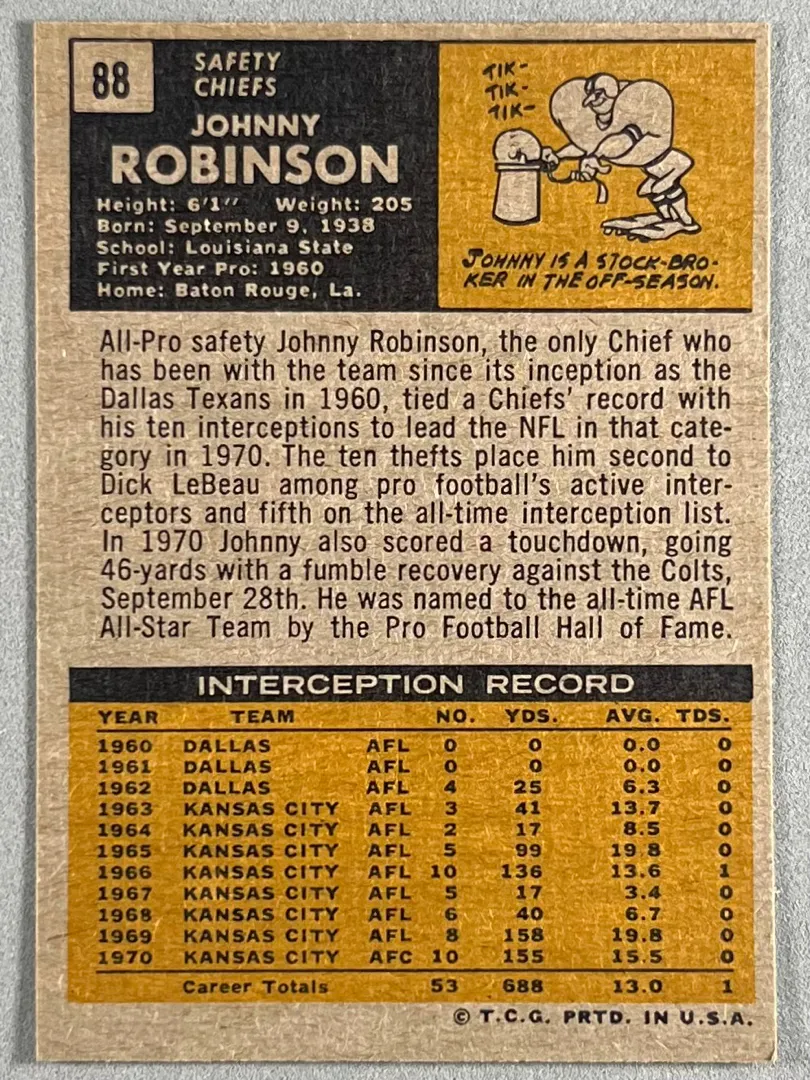 88
SAFETY
CHIEFS
JOHNNY
ROBINSON
Height: 6'1" Weight: 205
Born: September 9, 1938
School: Louisiana State
First Year Pro: 1960
Home: Baton Rouge, La.
TIK-
TIK-
TIK-
JOHNNY IS A STOCK-BRO-
KER IN THE OFF-SEASON.
All-Pro safety Johnny Robinson, the only Chief who
has been with the team since its inception as the
Dallas Texans in 1960, tied a Chiefs' record with
his ten interceptions to lead the NFL in that cate-
gory in 1970. The ten thefts place him second to
Dick LeBeau among pro football's active inter-
ceptors and fifth on the all-time interception list.
In 1970 Johnny also scored a touchdown, going
46-yards with a fumble recovery against the Colts,
September 28th. He was named to the all-time AFL
All-Star Team by the Pro Football Hall of Fame.
INTERCEPTION RECORD
YEAR TEAM NO. YDS. AVG. TDS.
1960 DALLAS AFL 0 0 0.0 0
1961 DALLAS AFL 0 0 0.0 0
1962 DALLAS AFL 4 25 6.3 0
1963 KANSAS CITY AFL 3 41 13.7 0
1964 KANSAS CITY AFL 2 17 8.5 0
1965 KANSAS CITY AFL 5 99 19.8 0
1966 KANSAS CITY AFL 10 136 13.6 1
1967 KANSAS CITY AFL 5 17 3.4 0
1968 KANSAS CITY AFL 6 40 6.7 0
1969 KANSAS CITY AFL 8 158 19.8 0
1970 KANSAS CITY AFC 10 155 15.5 0
Career Totals 53 688 13.0 1
© T.C.G. PRTD. IN U.S.A.